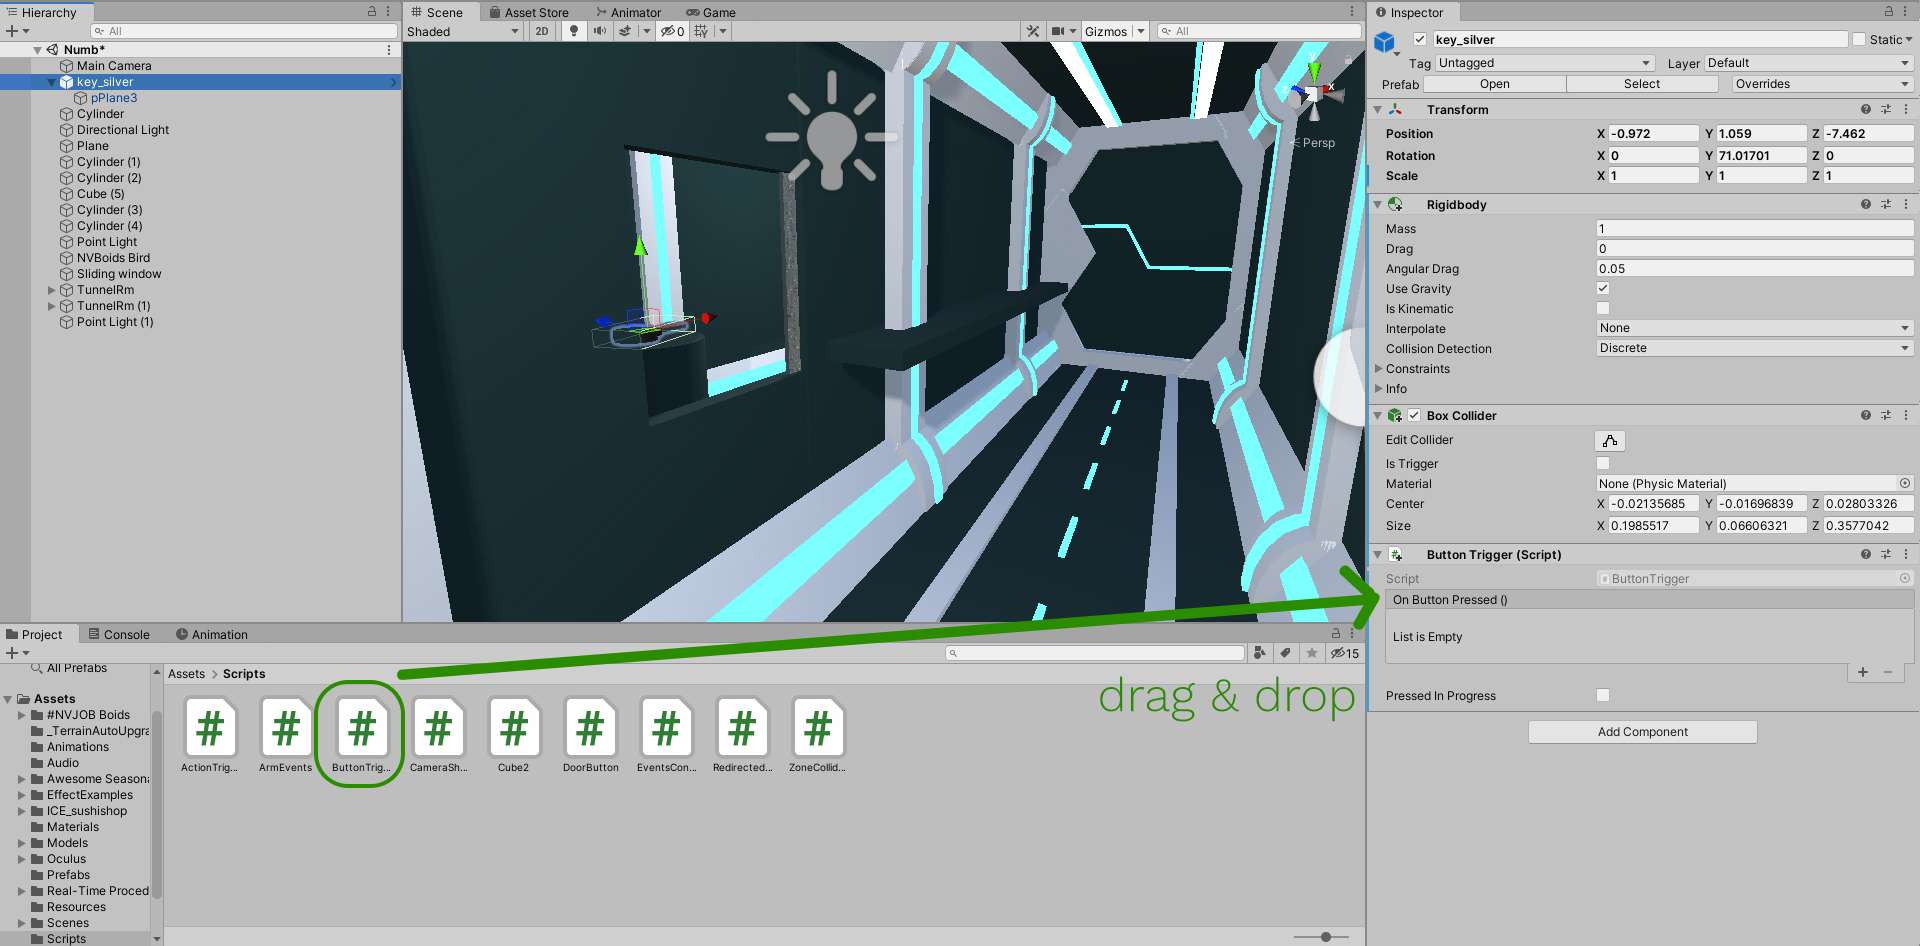 Hierarchy
All
Numb*
Main Camera
key_silver
pPlane3
Cylinder
Directional Light
Plane
Cylinder (1)
Cylinder (2)
Cube (5)
Cylinder (3)
Cylinder (4)
Point Light
NVBoids Bird
Sliding window
TunnelRm
TunnelRm (1)
Point Light (1)
Scene Asset Store Animator Game
Shaded 2D 0 Gizmos All
y
x
z
Persp
Inspector
key_silver Static
Tag Untagged Layer Default
Prefab Open Select Overrides
Transform
Position X -0.972 Y 1.059 Z -7.462
Rotation X 0 Y 71.01701 Z 0
Scale X 1 Y 1 Z 1
Rigidbody
Mass 1
Drag 0
Angular Drag 0.05
Use Gravity
Is Kinematic
Interpolate None
Collision Detection Discrete
Constraints
Info
Box Collider
Edit Collider
Is Trigger
Material None (Physic Material)
Center X -0.02135685 Y -0.01696839 Z 0.02803326
Size X 0.1985517 Y 0.06606321 Z 0.3577042
Button Trigger (Script)
Script # ButtonTrigger
On Button Pressed ()
List is Empty
+ −
Pressed In Progress
Add Component
Project Console Animation
15
All Prefabs
Assets
#NVJOB Boids
_TerrainAutoUpgra
Animations
Audio
Awesome Seasona
EffectExamples
ICE_sushishop
Materials
Models
Oculus
Prefabs
Real-Time Proced
Resources
Scenes
Scripts
Assets > Scripts
# # # # # # # # #
ActionTrig... ArmEvents ButtonTrig... CameraSh... Cube2 DoorButton EventsCon... Redirected... ZoneCollid...
drag & drop